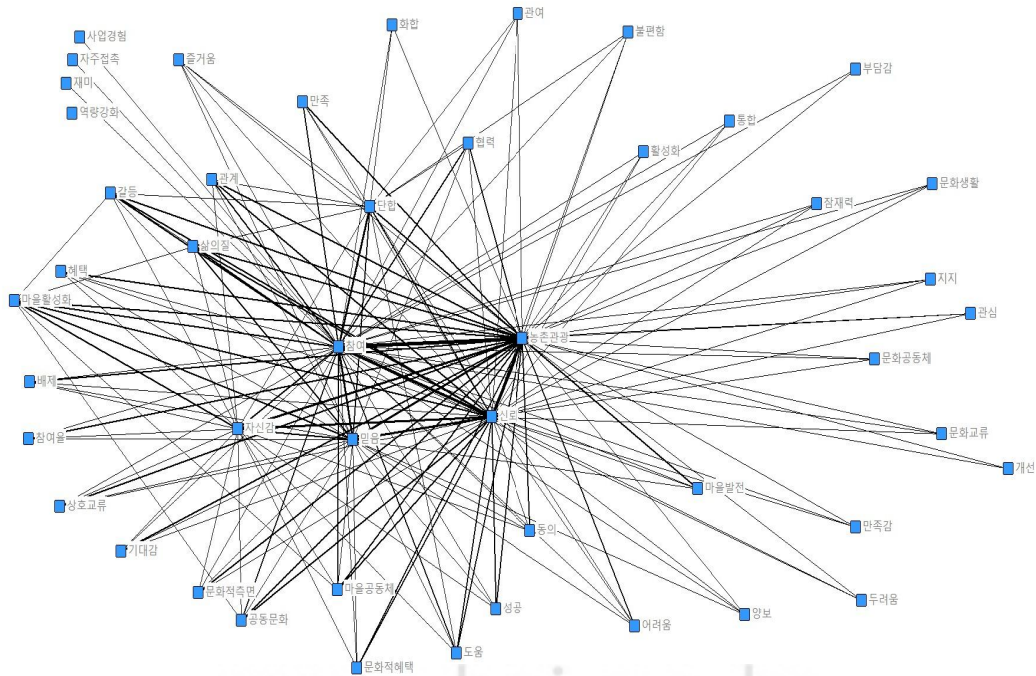 관여
화합
불편함
사업경험
자주접촉
즐거움
부담감
재미
만족
역량강화
통합
협력
활성화
관계
문화생활
갈등
잠재력
단합
삶의질
혜택
지지
마을활성화
관심
농촌관광
참여
문화공동체
배제
신뢰
자신감
문화교류
참여율
믿음
개선
마을발전
상호교류
만족감
동의
기대감
문화적측면
마을공동체
두려움
성공
양보
공동문화
어려움
도움
문화적혜택